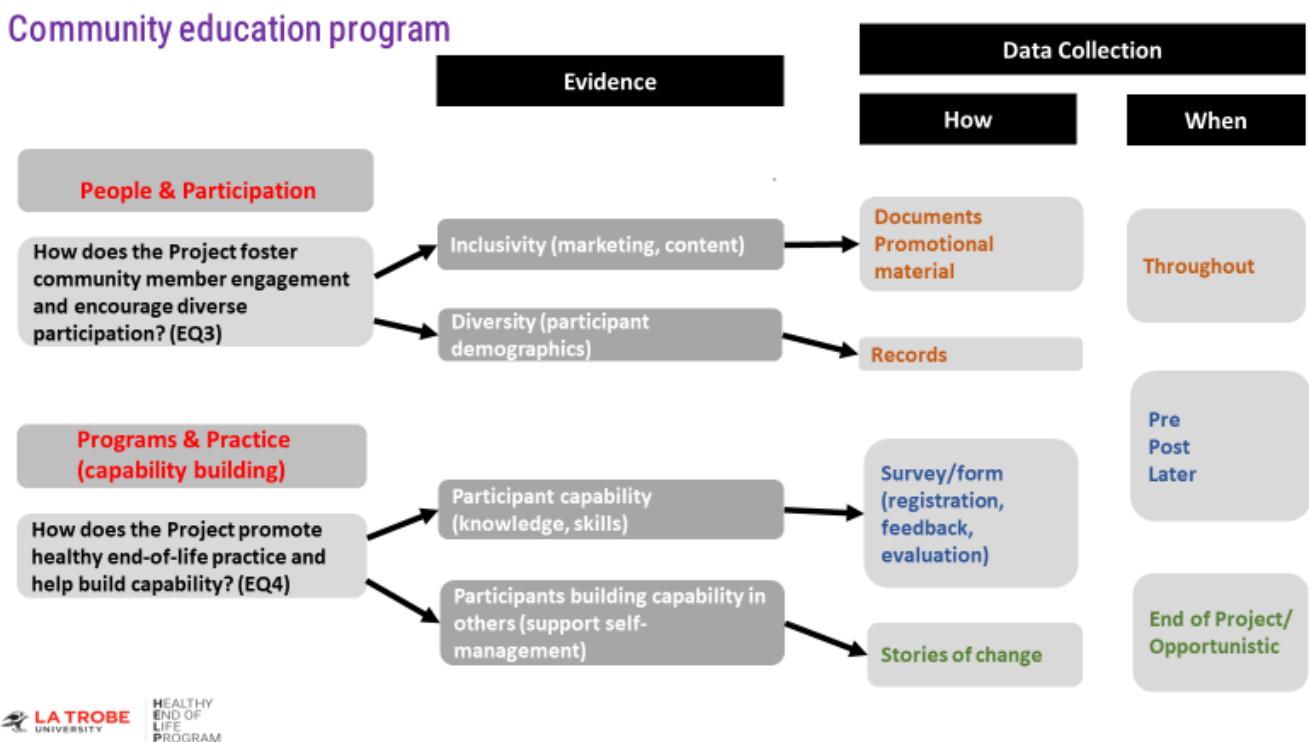 Community education program
Evidence
Data Collection
How
When
People & Participation
How does the Project foster
community member engagement
and encourage diverse
participation? (EQ3)
Inclusivity (marketing, content)
Diversity (participant
demographics)
Documents
Promotional
material
Records
Throughout
Programs & Practice
(capability building)
How does the Project promote
healthy end-of-life practice and
help build capability? (EQ4)
Participant capability
(knowledge, skills)
Participants building capability in
others (support self-
management)
Survey/form
(registration,
feedback,
evaluation)
Stories of change
Pre
Post
Later
End of Project/
Opportunistic
LA TROBE
UNIVERSITY
HEALTHY
END OF
LIFE
PROGRAM